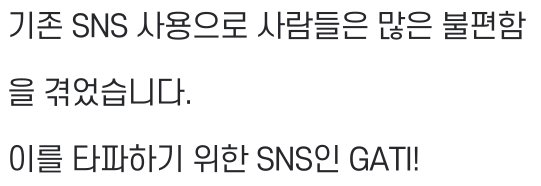 기존 SNS 사용으로 사람들은 많은 불편함
을 겪었습니다.
이를 타파하기 위한 SNS인 GATI!